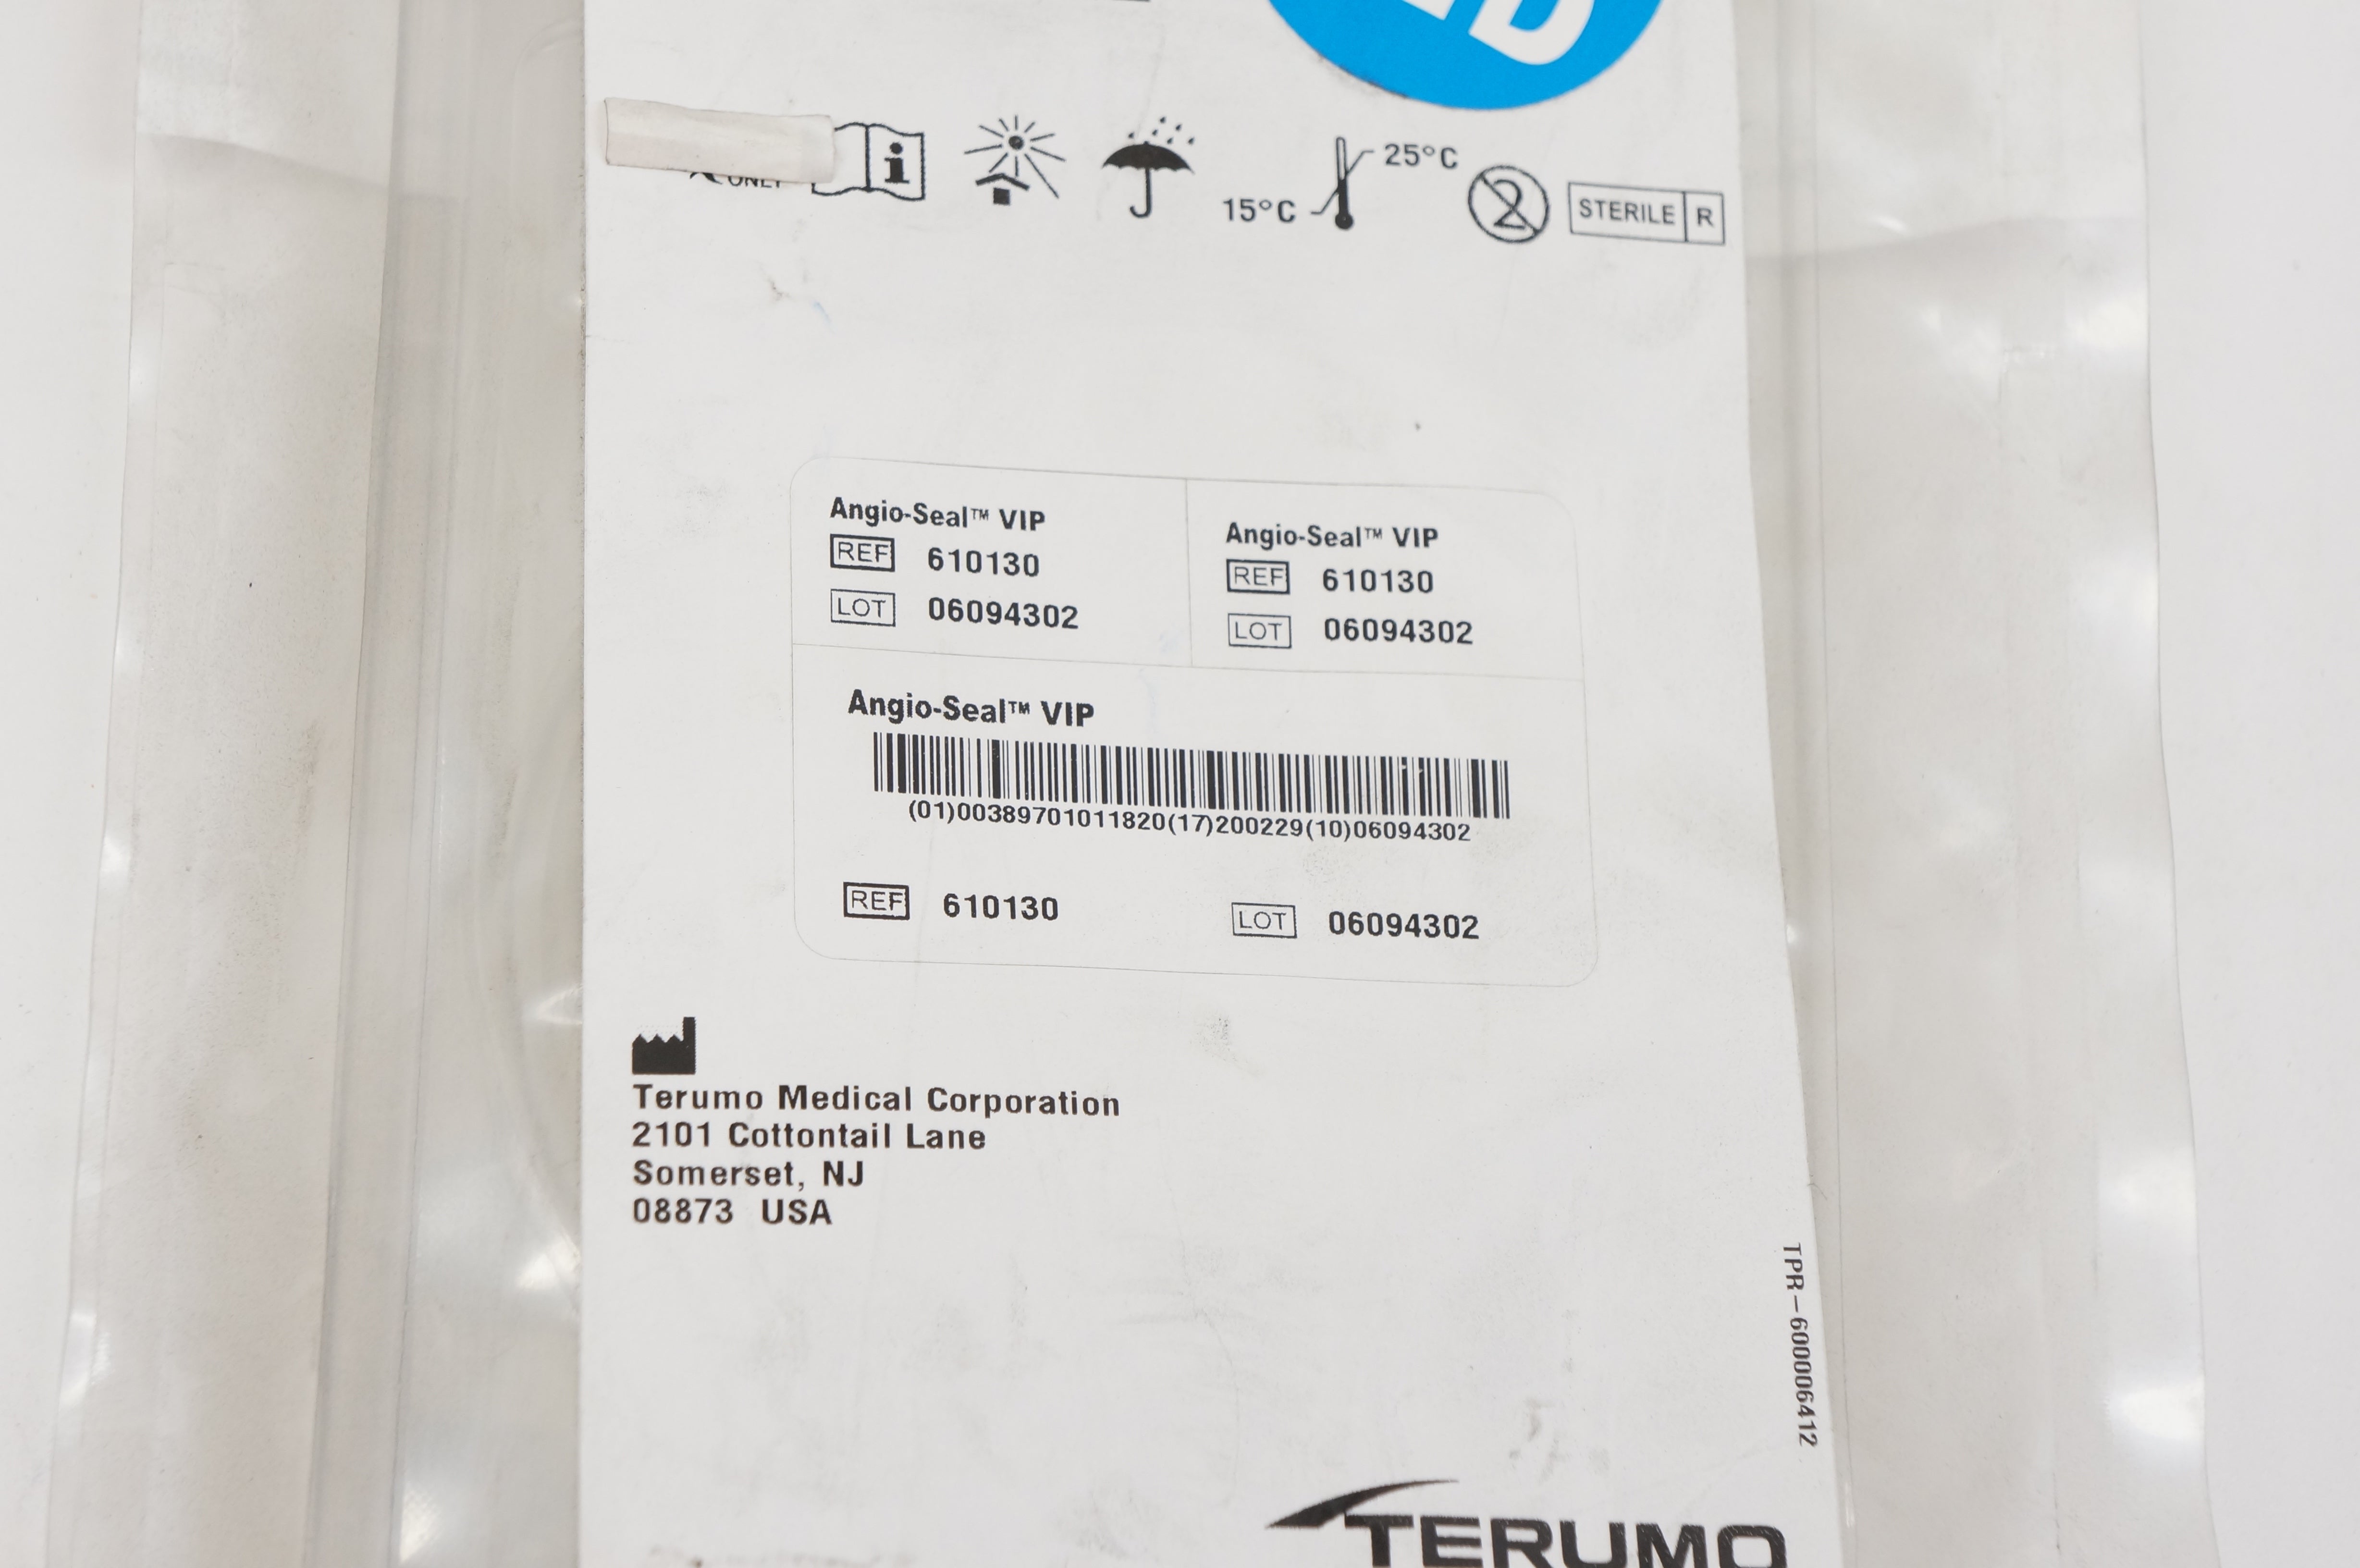 D
ONLY
25°C
15°C
2
STERILE R
Angio-Seal™ VIP
REF 610130
LOT 06094302
Angio-Seal™ VIP
REF 610130
LOT 06094302
Angio-Seal™ VIP
(01)00389701011820(17)200229(10)06094302
REF 610130
LOT 06094302
Terumo Medical Corporation
2101 Cottontail Lane
Somerset, NJ
08873 USA
TPR-600006412
TERUMO